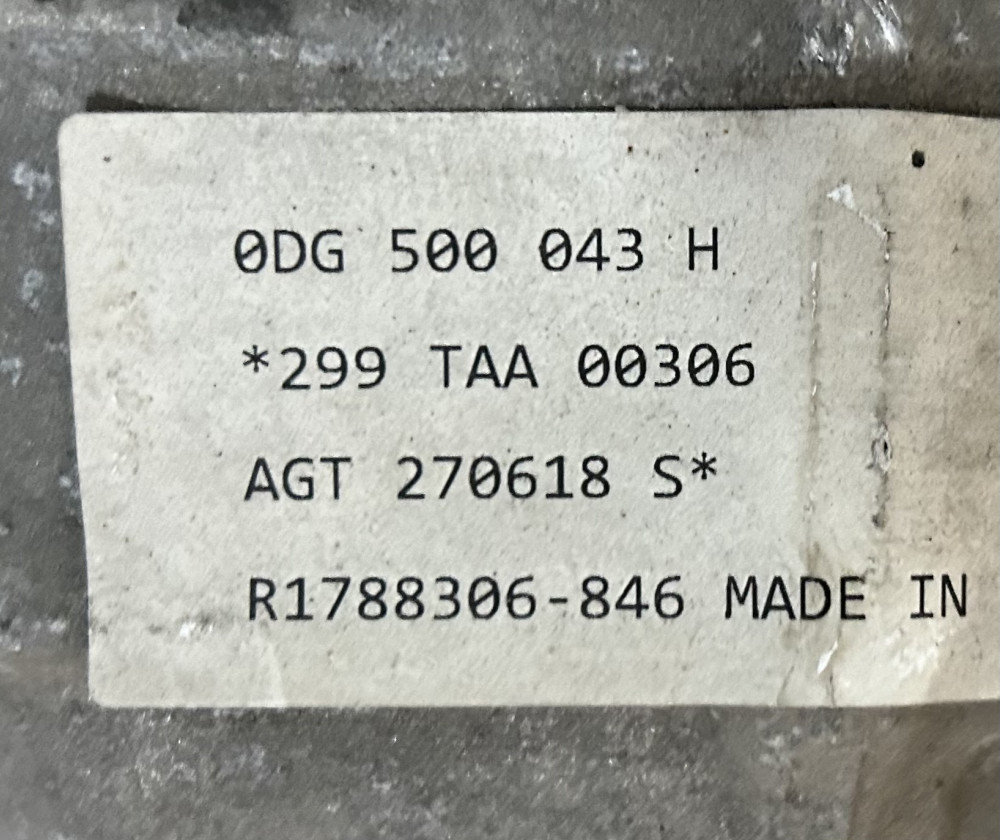 0DG 500 043 H
*299 TAA 00306
AGT 270618 S*
R1788306-846 MADE IN